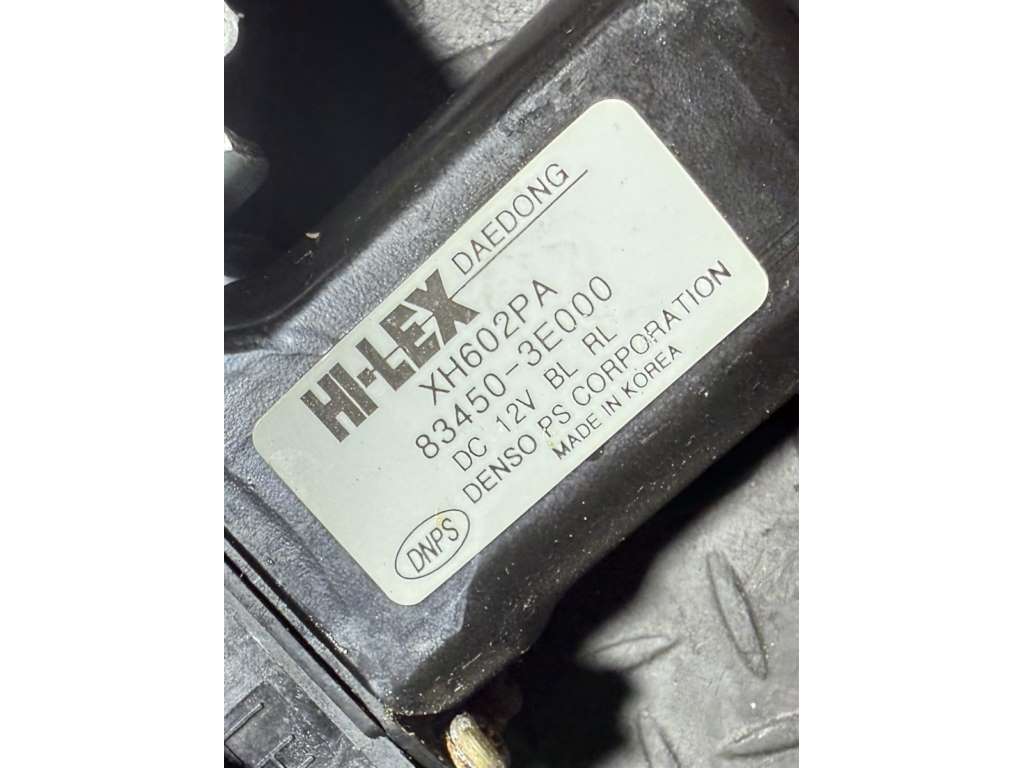 HI-LEX DAEDONG
XH602PA
83450-3E000
DC 12V BL RL
DNPS DENSO PS CORPORATION
MADE IN KOREA